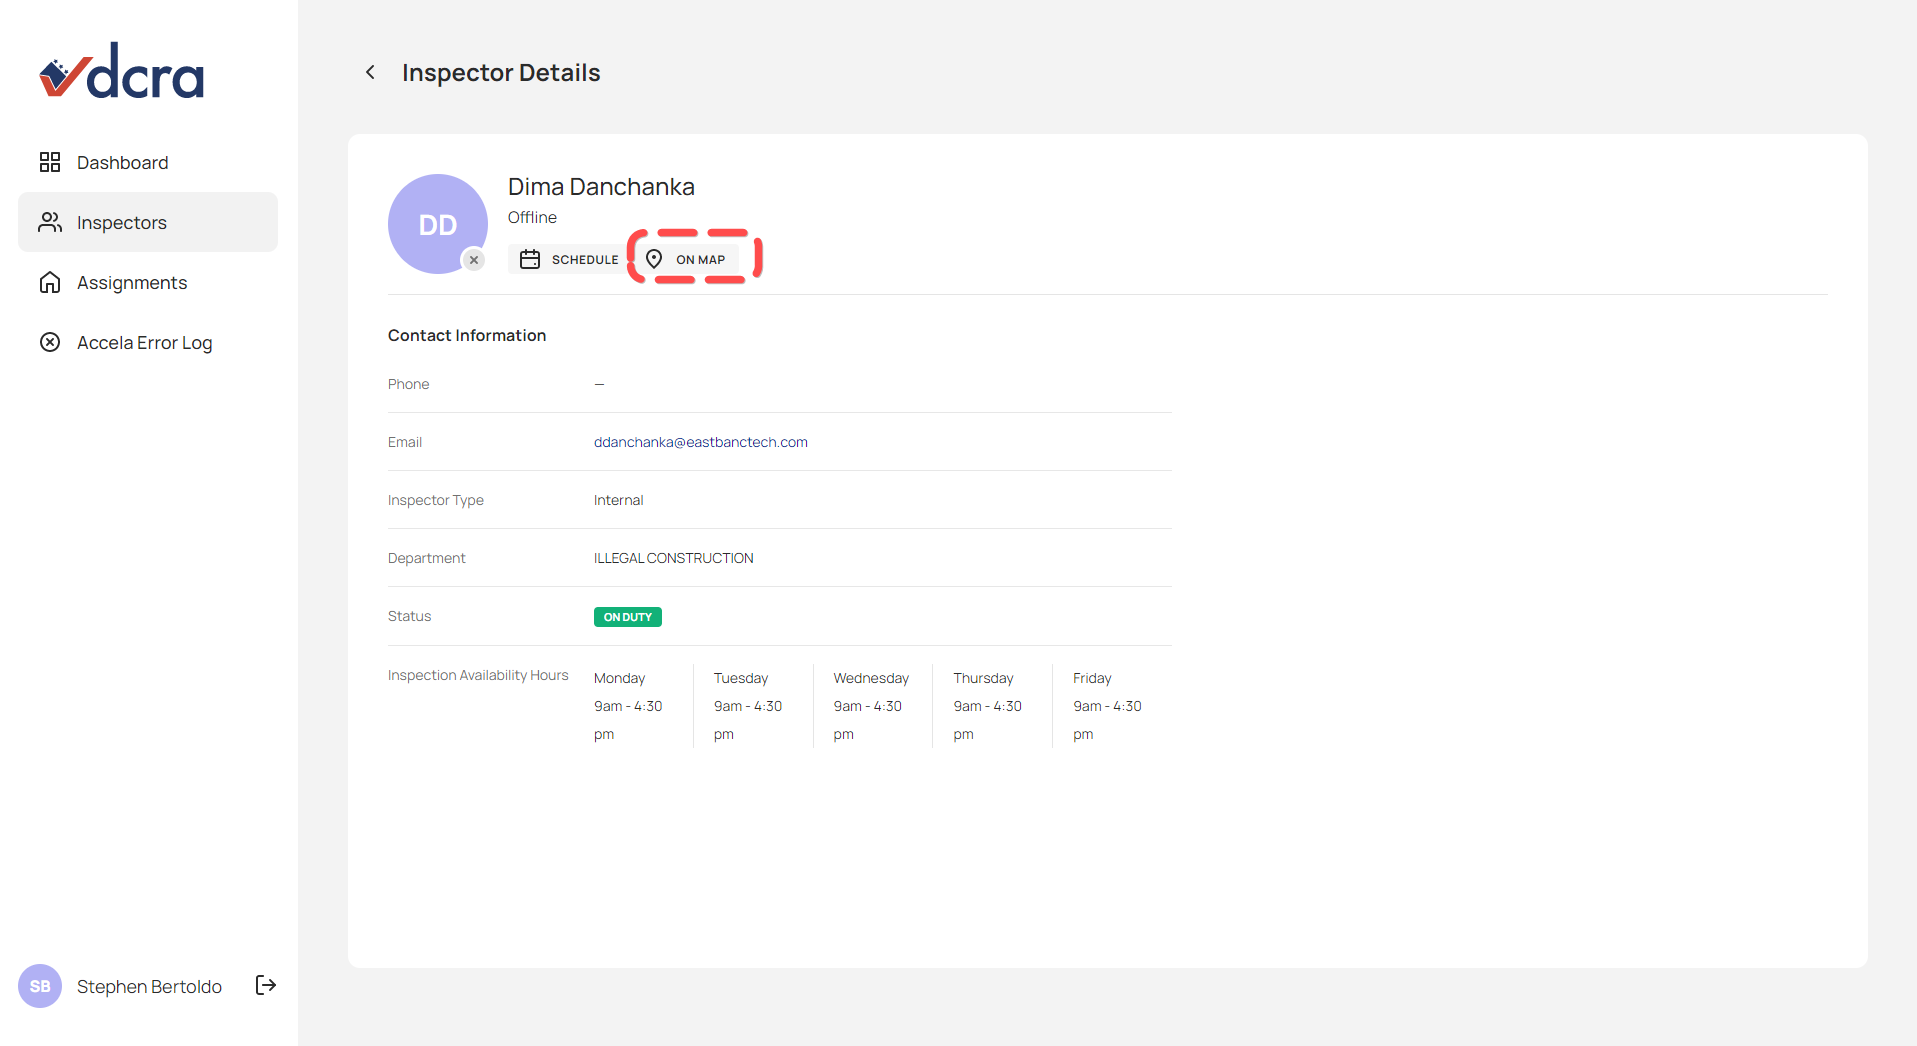 dcra
Dashboard
Inspectors
Assignments
Accela Error Log
SB
Stephen Bertoldo
Inspector Details
DD
Dima Danchanka
Offline
SCHEDULE
ON MAP
Contact Information
Phone —
Email ddanchanka@eastbanctech.com
Inspector Type Internal
Department ILLEGAL CONSTRUCTION
Status ON DUTY
Inspection Availability Hours
Monday
9am - 4:30
pm
Tuesday
9am - 4:30
pm
Wednesday
9am - 4:30
pm
Thursday
9am - 4:30
pm
Friday
9am - 4:30
pm